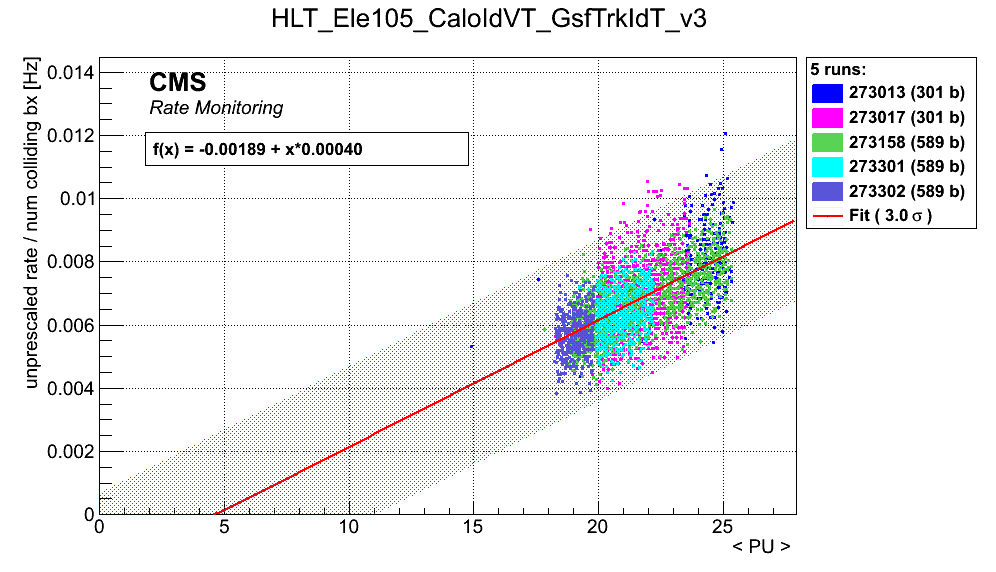 HLT_Ele105_CaloIdVT_GsfTrkIdT_v3
unprescaled rate / num colliding bx [Hz]
0.014
0.012
0.01
0.008
0.006
0.004
0.002
0
CMS
Rate Monitoring
f(x) = -0.00189 + x*0.00040
0 5 10 15 20 25
< PU >
5 runs:
273013 (301 b)
273017 (301 b)
273158 (589 b)
273301 (589 b)
273302 (589 b)
Fit ( 3.0 σ )